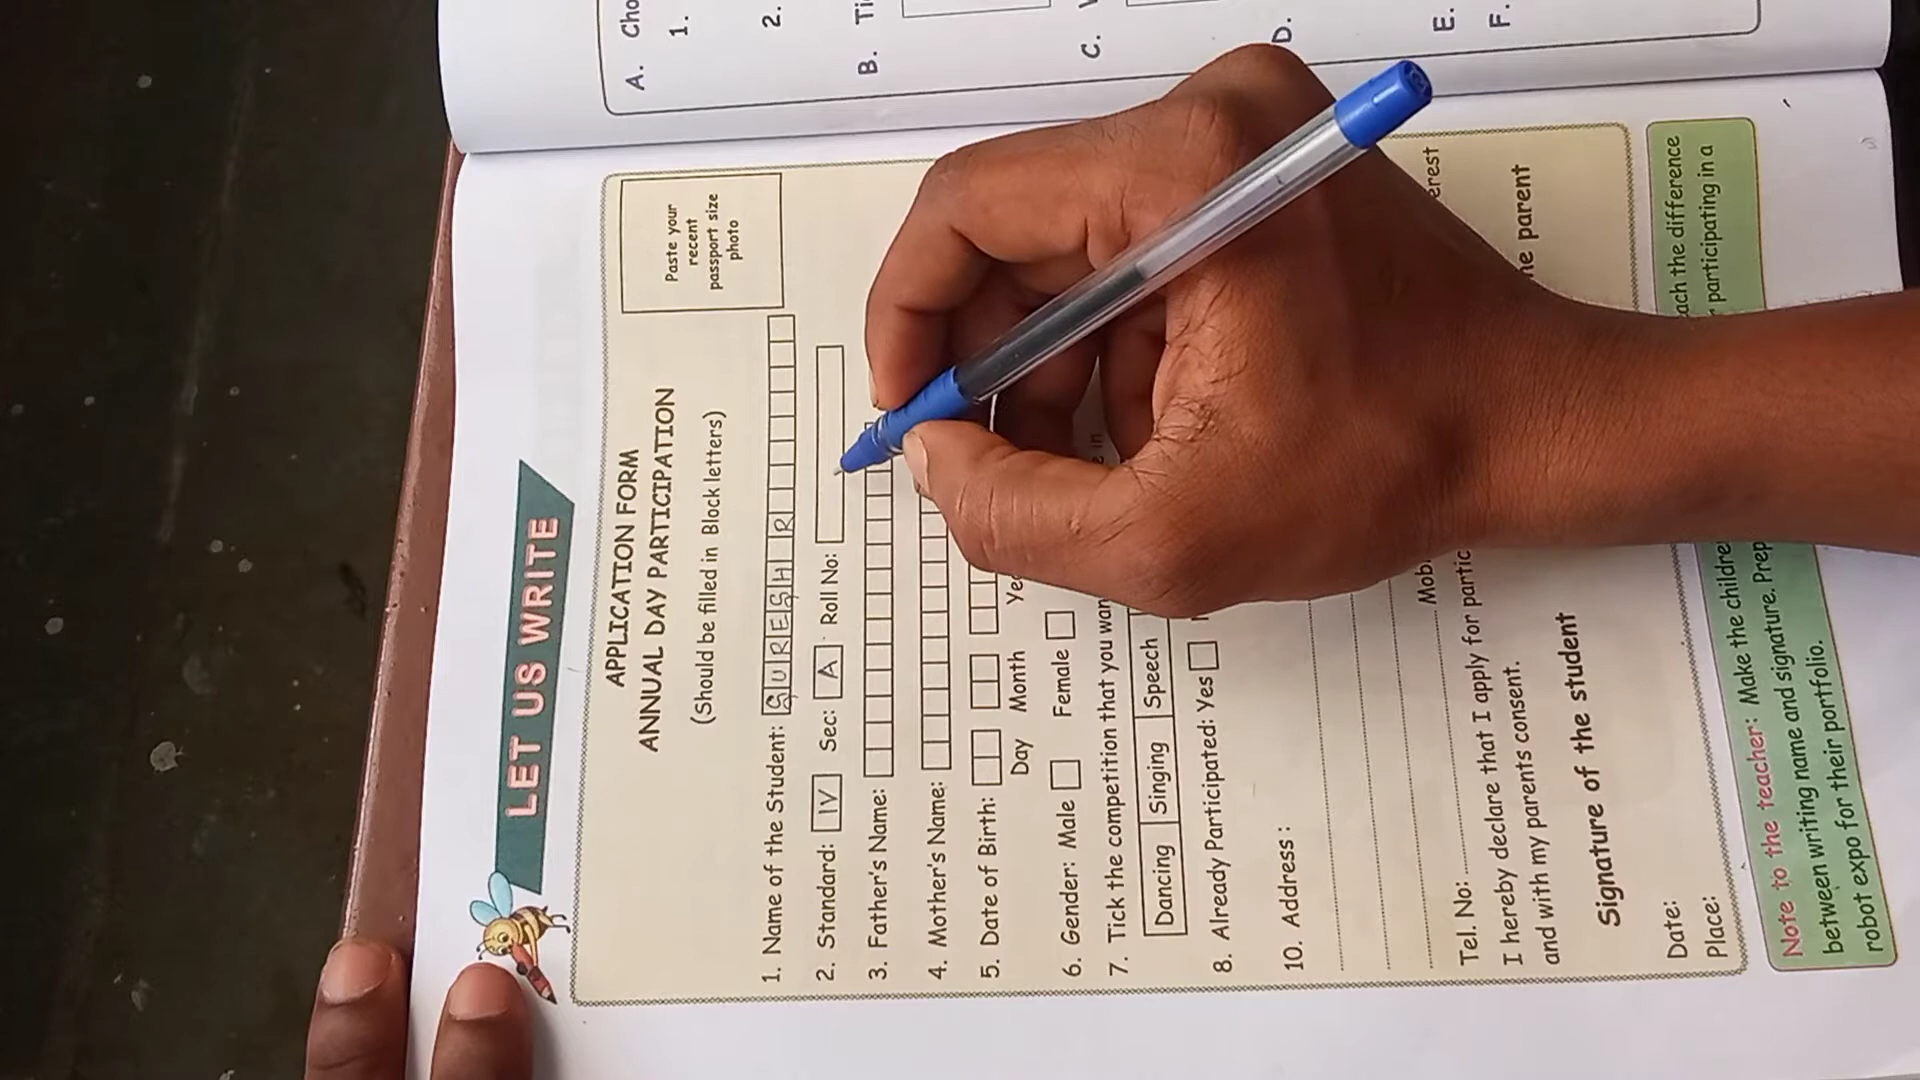 A. Cho
1.
2.
B. Ti
C.
D.
E.
F.
LET US WRITE
APPLICATION FORM
ANNUAL DAY PARTICIPATION
(Should be filled in Block letters)
Paste your
recent
passport size
photo
1. Name of the Student: SURESH R
2. Standard: IV Sec: A Roll No:
3. Father's Name:
4. Mother's Name:
5. Date of Birth:
Day Month Yea
6. Gender: Male Female
7. Tick the competition that you wan e in
Dancing Singing Speech erest
8. Already Participated: Yes
10. Address :
Tel. No: Mob.
I hereby declare that I apply for partic
and with my parents consent.
Signature of the student he parent
Date:
Place:
Note to the teacher: Make the childre each the difference
between writing name and signature. Prep participating in a
robot expo for their portfolio.